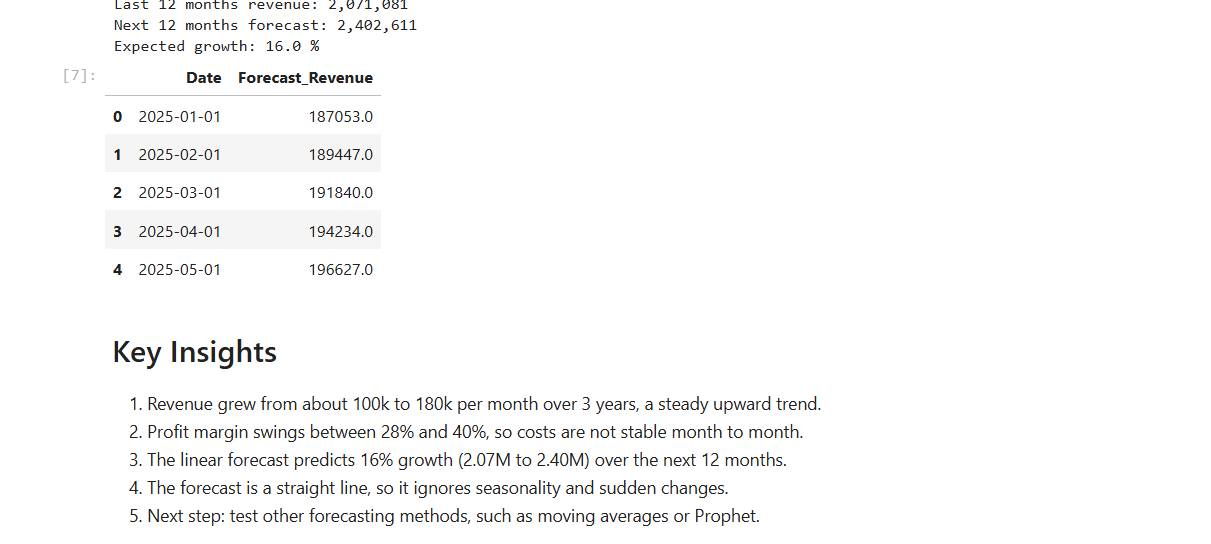 Last 12 months revenue: 2,071,081
Next 12 months forecast: 2,402,611
Expected growth: 16.0 %
[7]:
Date Forecast_Revenue
0 2025-01-01 187053.0
1 2025-02-01 189447.0
2 2025-03-01 191840.0
3 2025-04-01 194234.0
4 2025-05-01 196627.0
Key Insights
1. Revenue grew from about 100k to 180k per month over 3 years, a steady upward trend.
2. Profit margin swings between 28% and 40%, so costs are not stable month to month.
3. The linear forecast predicts 16% growth (2.07M to 2.40M) over the next 12 months.
4. The forecast is a straight line, so it ignores seasonality and sudden changes.
5. Next step: test other forecasting methods, such as moving averages or Prophet.